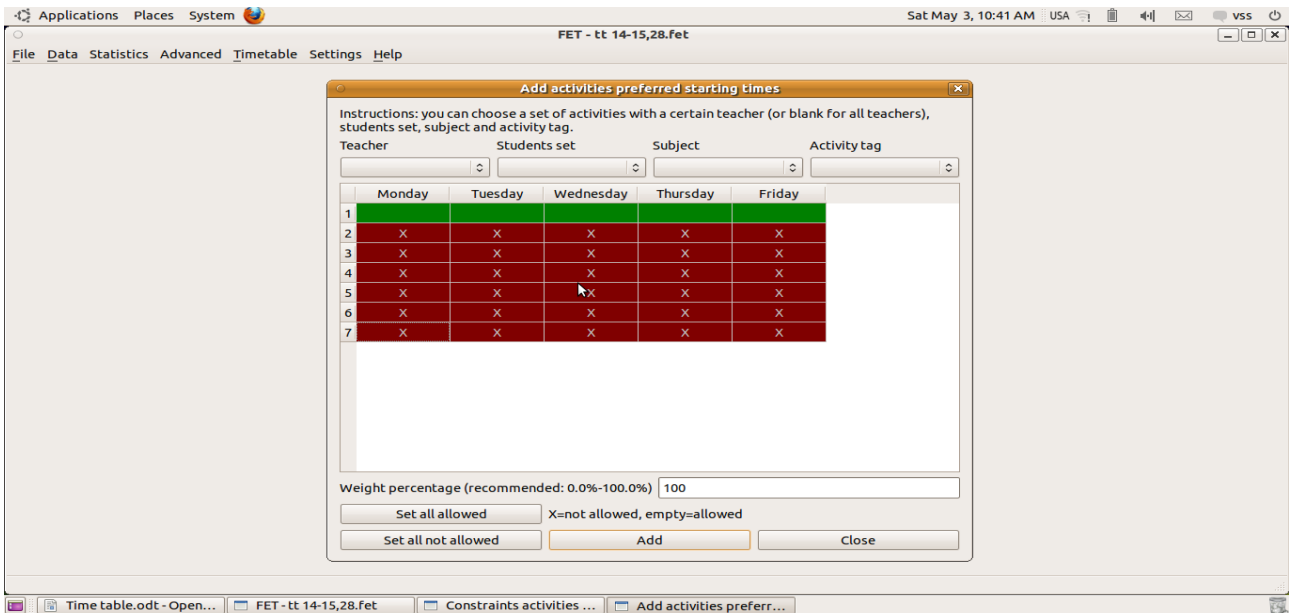 Applications Places System Sat May 3, 10:41 AM USA vss
FET - tt 14-15,28.fet
File Data Statistics Advanced Timetable Settings Help
Add activities preferred starting times
Instructions: you can choose a set of activities with a certain teacher (or blank for all teachers),
students set, subject and activity tag.
Teacher Students set Subject Activity tag
Monday Tuesday Wednesday Thursday Friday
1
2 X X X X X
3 X X X X X
4 X X X X X
5 X X X X X
6 X X X X X
7 X X X X X
Weight percentage (recommended: 0.0%-100.0%) 100
Set all allowed X=not allowed, empty=allowed
Set all not allowed Add Close
Time table.odt - Open... FET - tt 14-15,28.fet Constraints activities ... Add activities preferr...